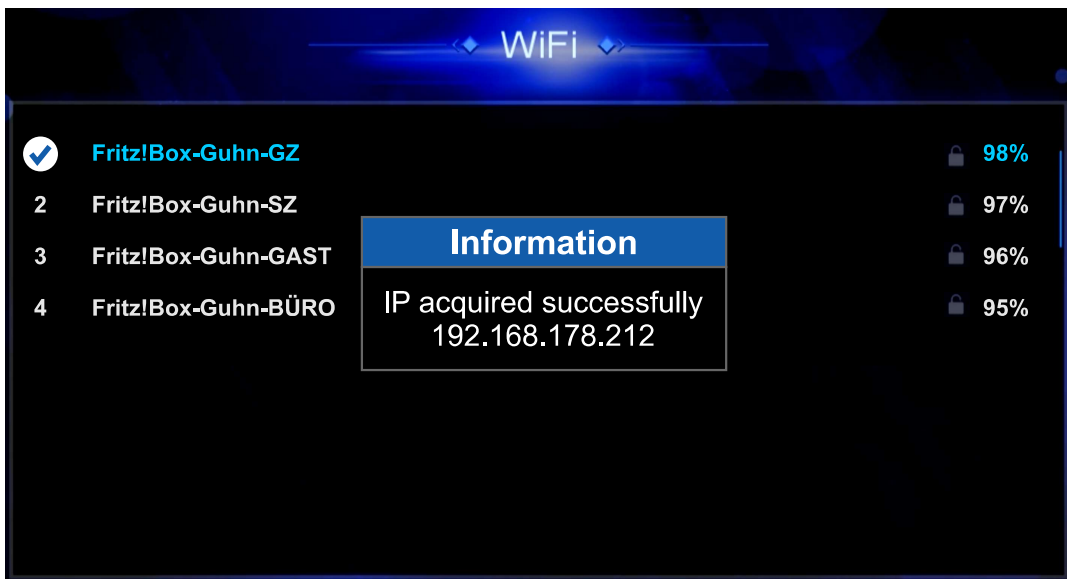 WiFi
Fritz!Box-Guhn-GZ 98%
2 Fritz!Box-Guhn-SZ 97%
3 Fritz!Box-Guhn-GAST 96%
4 Fritz!Box-Guhn-BÜRO 95%
Information
IP acquired successfully
192.168.178.212